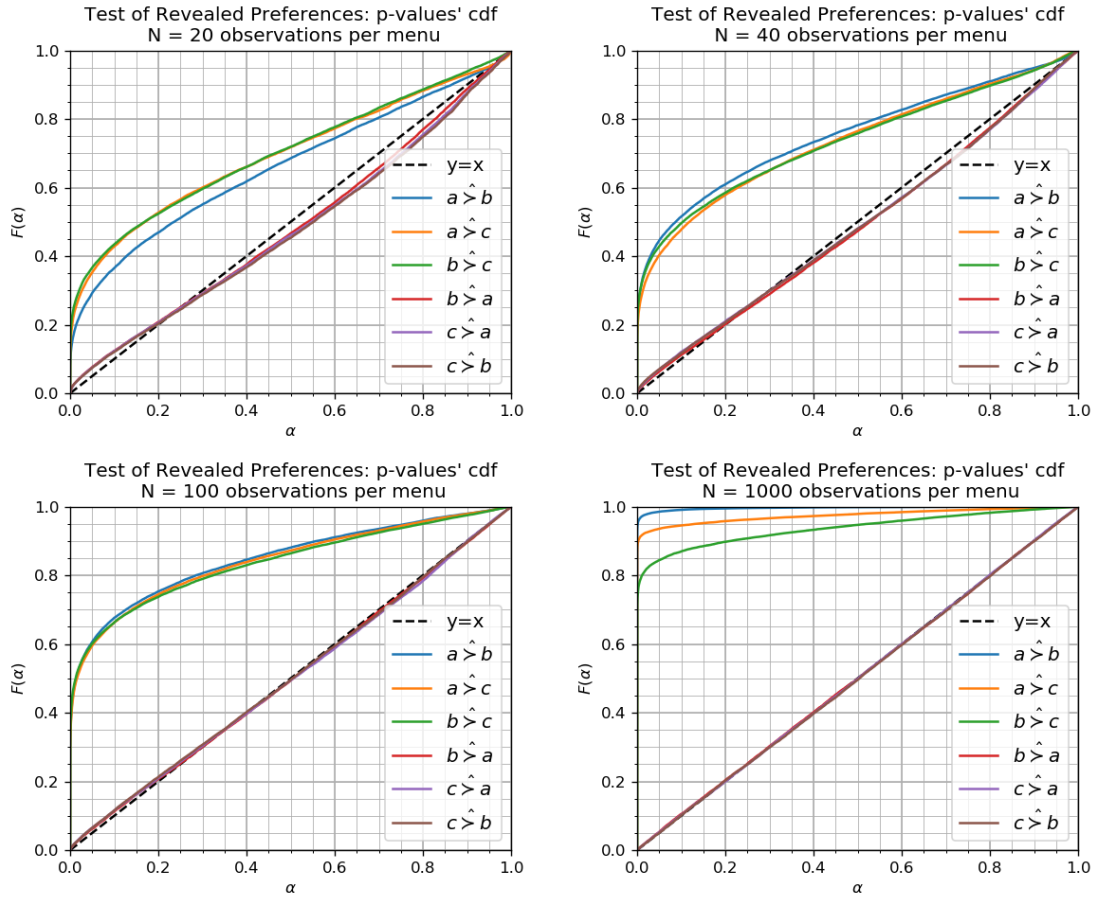 Test of Revealed Preferences: p-values' cdf
N = 20 observations per menu
F(α)
1.0
0.8
0.6
0.4
0.2
0.0
y=x
a ≻̂ b
a ≻̂ c
b ≻̂ c
b ≻̂ a
c ≻̂ a
c ≻̂ b
0.0 0.2 0.4 0.6 0.8 1.0
α
Test of Revealed Preferences: p-values' cdf
N = 40 observations per menu
F(α)
1.0
0.8
0.6
0.4
0.2
0.0
y=x
a ≻̂ b
a ≻̂ c
b ≻̂ c
b ≻̂ a
c ≻̂ a
c ≻̂ b
0.0 0.2 0.4 0.6 0.8 1.0
α
Test of Revealed Preferences: p-values' cdf
N = 100 observations per menu
F(α)
1.0
0.8
0.6
0.4
0.2
0.0
y=x
a ≻̂ b
a ≻̂ c
b ≻̂ c
b ≻̂ a
c ≻̂ a
c ≻̂ b
0.0 0.2 0.4 0.6 0.8 1.0
α
Test of Revealed Preferences: p-values' cdf
N = 1000 observations per menu
F(α)
1.0
0.8
0.6
0.4
0.2
0.0
y=x
a ≻̂ b
a ≻̂ c
b ≻̂ c
b ≻̂ a
c ≻̂ a
c ≻̂ b
0.0 0.2 0.4 0.6 0.8 1.0
α